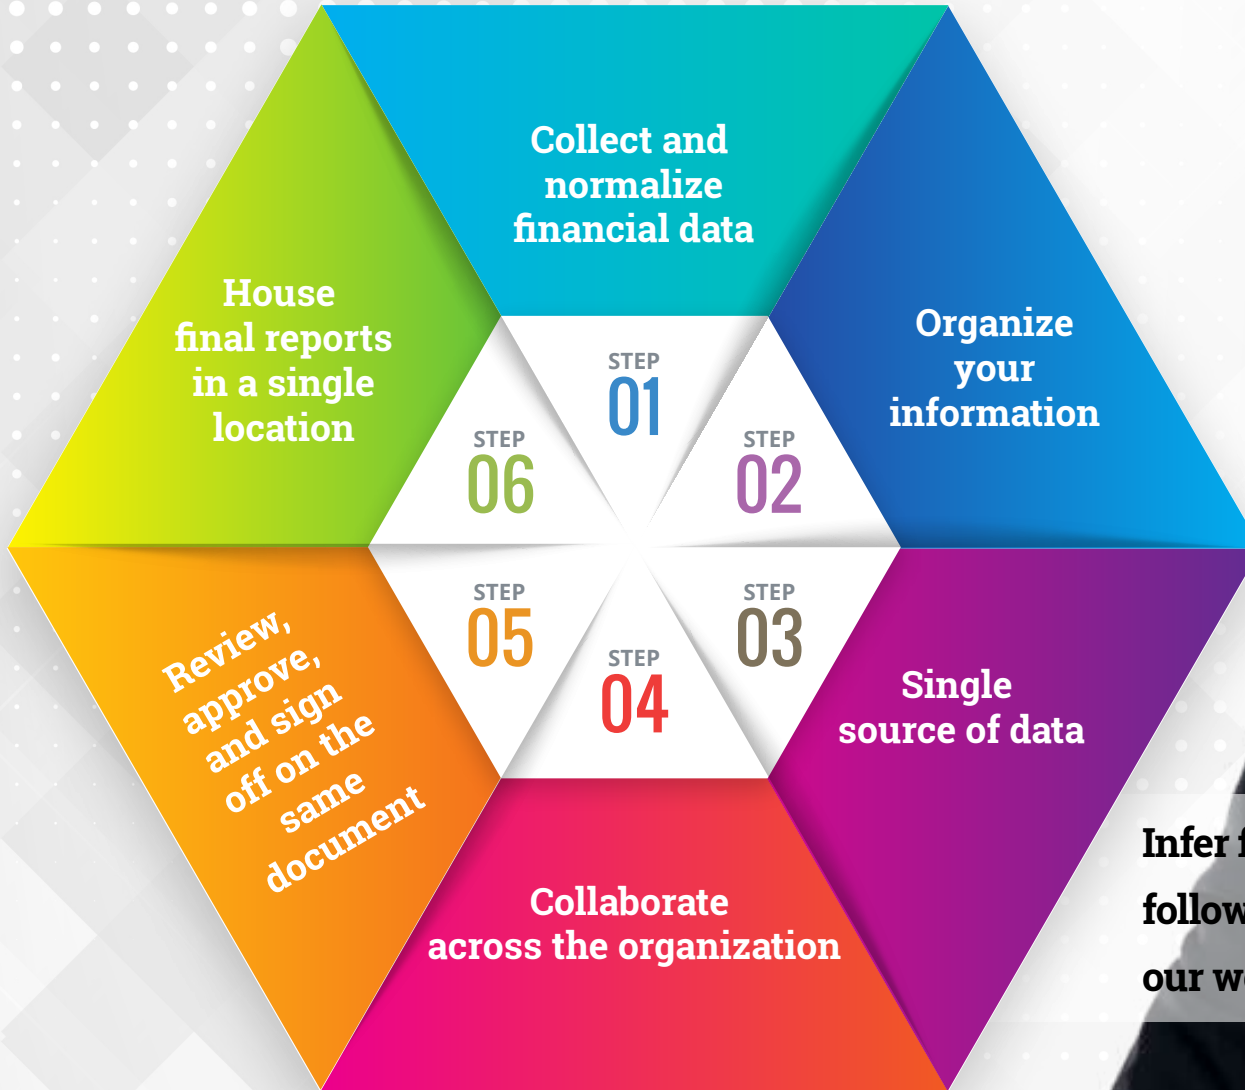 Collect and
normalize
financial data
Organize
your
information
Single
source of data
Collaborate
across the organization
Review,
approve,
and sign
off on the
same
document
House
final reports
in a single
location
STEP
01
STEP
02
STEP
03
STEP
04
STEP
05
STEP
06
Infer
follow
our